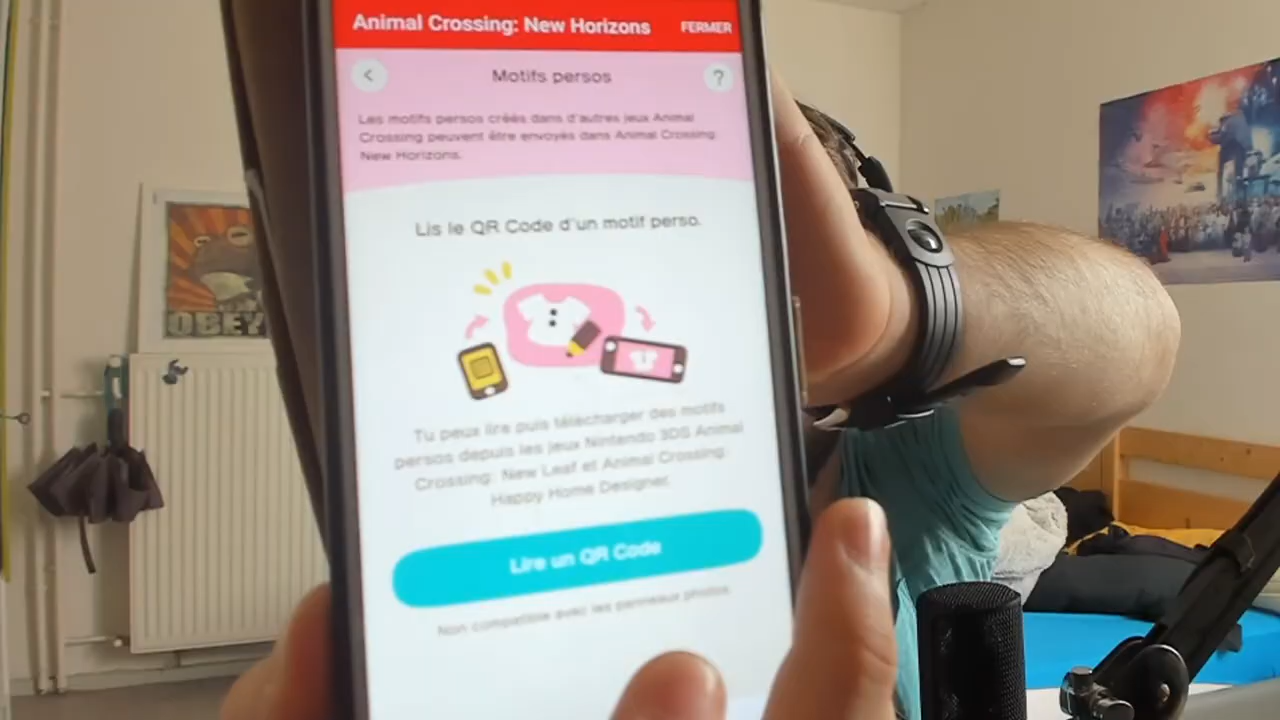 Animal Crossing: New Horizons FERMER
Motifs persos ?
Les motifs persos créés dans d'autres jeux Animal
Crossing peuvent être envoyés dans Animal Crossing:
New Horizons.
Lis le QR Code d'un motif perso.
OBEY
Tu peux lire puis télécharger des motifs
persos depuis les jeux Nintendo 3DS Animal
Crossing: New Leaf et Animal Crossing:
Happy Home Designer.
Lire un QR Code
Non compatible avec les panneaux photos